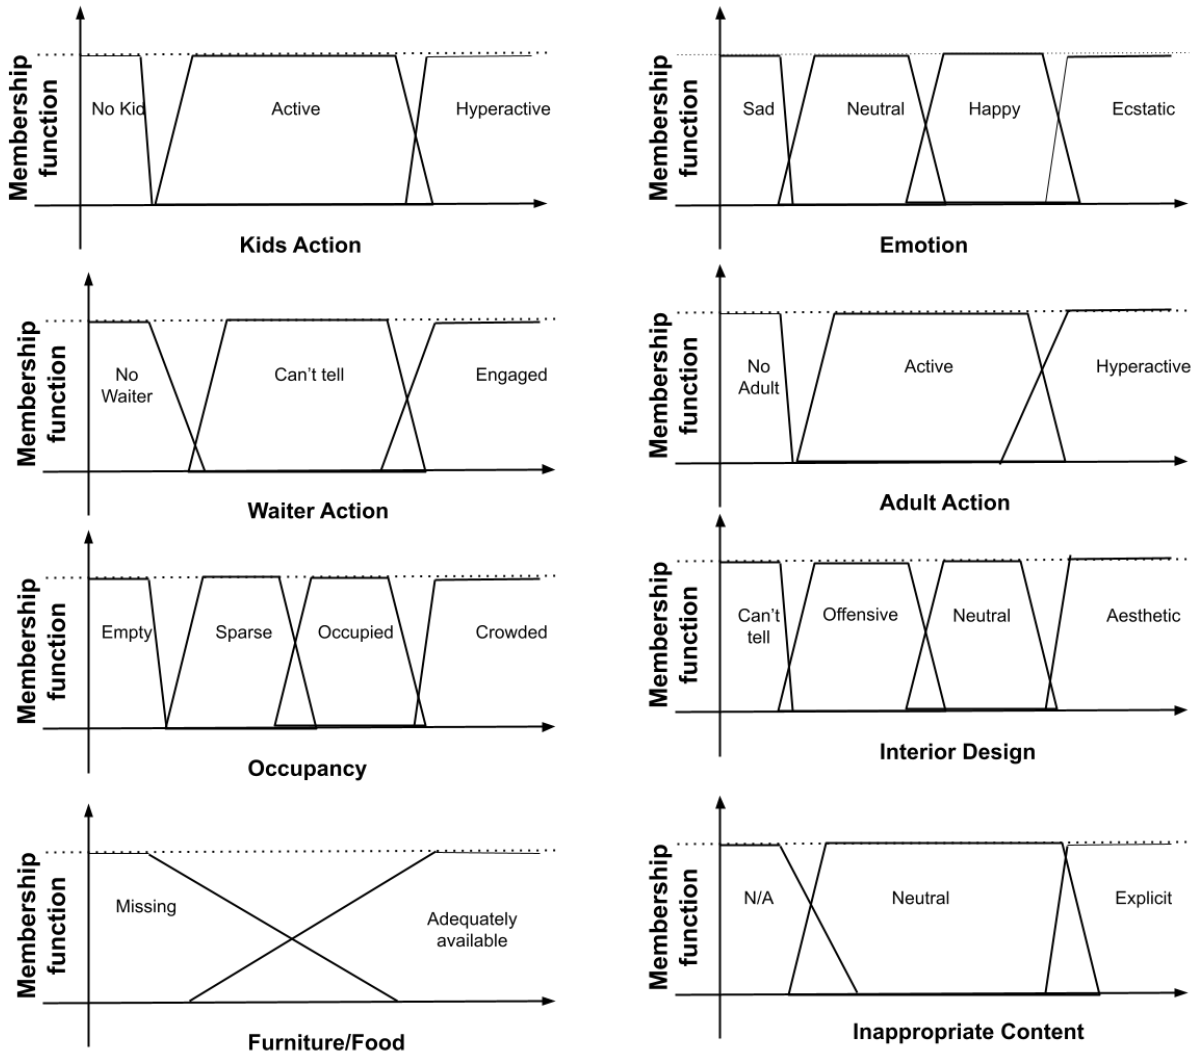 Membership
function
No Kid
Active
Hyperactive
Kids Action
Membership
function
Sad
Neutral
Happy
Ecstatic
Emotion
Membership
function
No
Waiter
Can't tell
Engaged
Waiter Action
Membership
function
No
Adult
Active
Hyperactive
Adult Action
Membership
function
Empty
Sparse
Occupied
Crowded
Occupancy
Membership
function
Can't
tell
Offensive
Neutral
Aesthetic
Interior Design
Membership
function
Missing
Adequately
available
Furniture/Food
Membership
function
N/A
Neutral
Explicit
Inappropriate Content